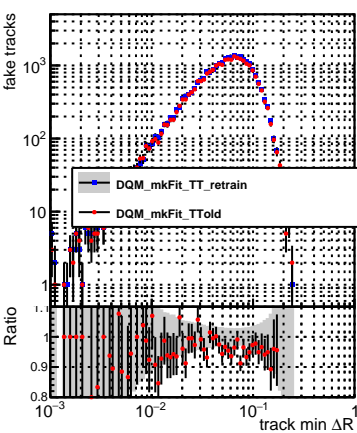 fake tracks
10³
10²
10
1
DQM_mkFit_TT_retrain
DQM_mkFit_TTold
Ratio
1.1
1
0.9
0.8
10⁻³
10⁻²
10⁻¹
1
track min ΔR